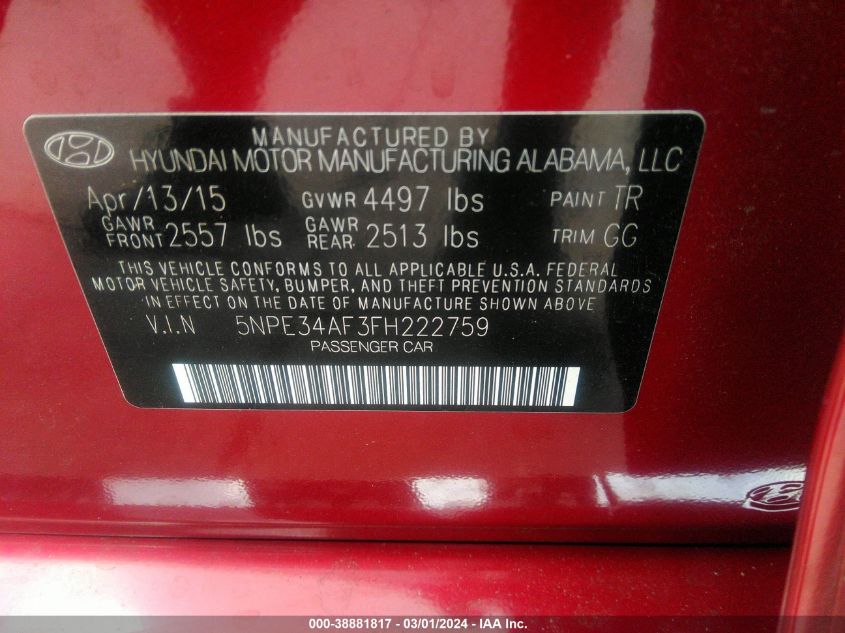 MANUFACTURED BY
HYUNDAI MOTOR MANUFACTURING ALABAMA, LLC
Apr/13/15 GVWR 4497 lbs PAINT TR
GAWR FRONT 2557 lbs GAWR REAR 2513 lbs TRIM GG
THIS VEHICLE CONFORMS TO ALL APPLICABLE U.S.A. FEDERAL
MOTOR VEHICLE SAFETY, BUMPER, AND THEFT PREVENTION STANDARDS
IN EFFECT ON THE DATE OF MANUFACTURE SHOWN ABOVE
V.I.N 5NPE34AF3FH222759
PASSENGER CAR
000-38881817 - 03/01/2024 - IAA Inc.